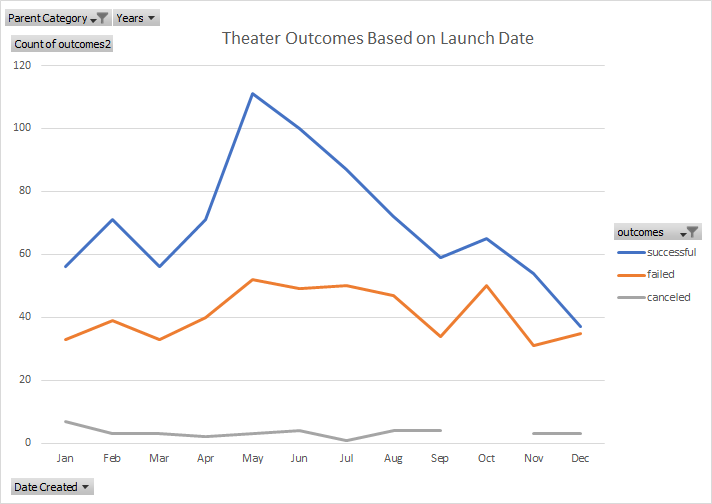 Parent Category Years
Count of outcomes2
Theater Outcomes Based on Launch Date
120
100
80
60
40
20
0
Jan Feb Mar Apr May Jun Jul Aug Sep Oct Nov Dec
outcomes
successful
failed
canceled
Date Created